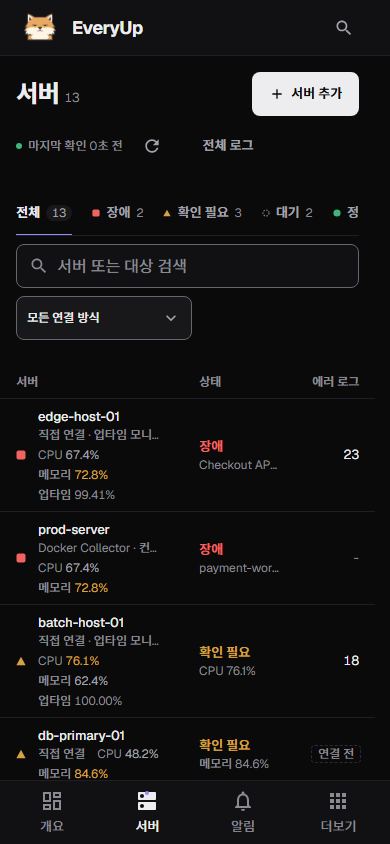 EveryUp
서버 13
+ 서버 추가
마지막 확인 0초 전
전체 로그
전체 13 장애 2 확인 필요 3 대기 2 정
서버 또는 대상 검색
모든 연결 방식
서버 상태 에러 로그
edge-host-01
직접 연결 · 업타임 모니...
CPU 67.4%
메모리 72.8%
업타임 99.41%
장애
Checkout AP...
23
prod-server
Docker Collector · 컨...
CPU 67.4%
메모리 72.8%
장애
payment-wor...
-
batch-host-01
직접 연결 · 업타임 모니...
CPU 76.1%
메모리 62.4%
업타임 100.00%
확인 필요
CPU 76.1%
18
db-primary-01
직접 연결 CPU 48.2%
메모리 84.6%
확인 필요
메모리 84.6%
연결 전
개요 서버 알림 더보기